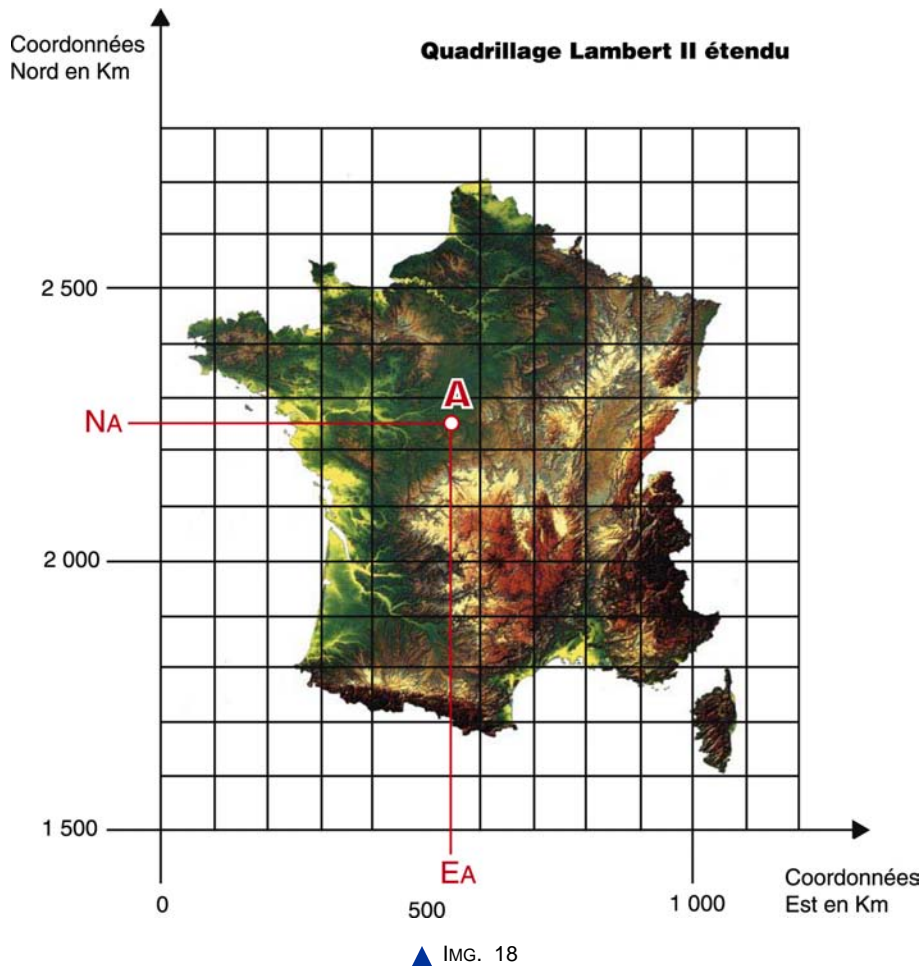 Coordonnées
Nord en Km
Quadrillage Lambert II étendu
2 500
A
NA
2 000
1 500
EA
0
500
1 000
Coordonnées
Est en Km
IMG. 18